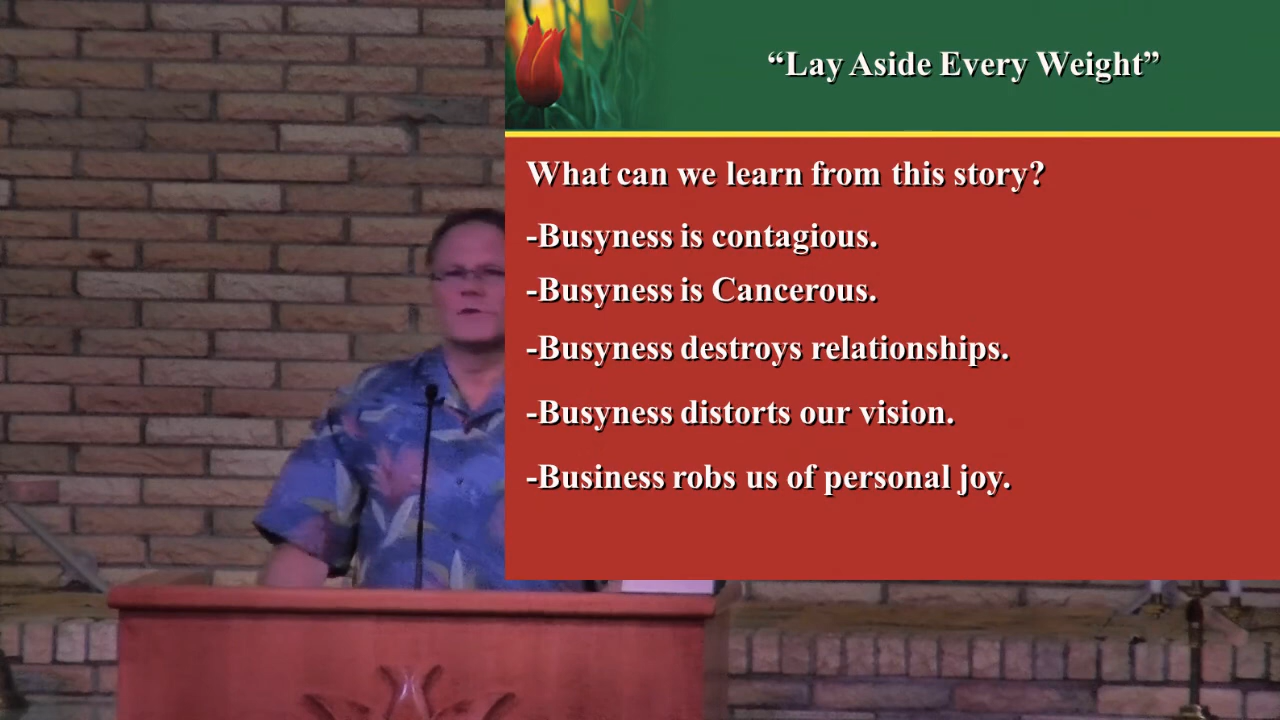 “Lay Aside Every Weight”
What can we learn from this story?
-Busyness is contagious.
-Busyness is Cancerous.
-Busyness destroys relationships.
-Busyness distorts our vision.
-Business robs us of personal joy.